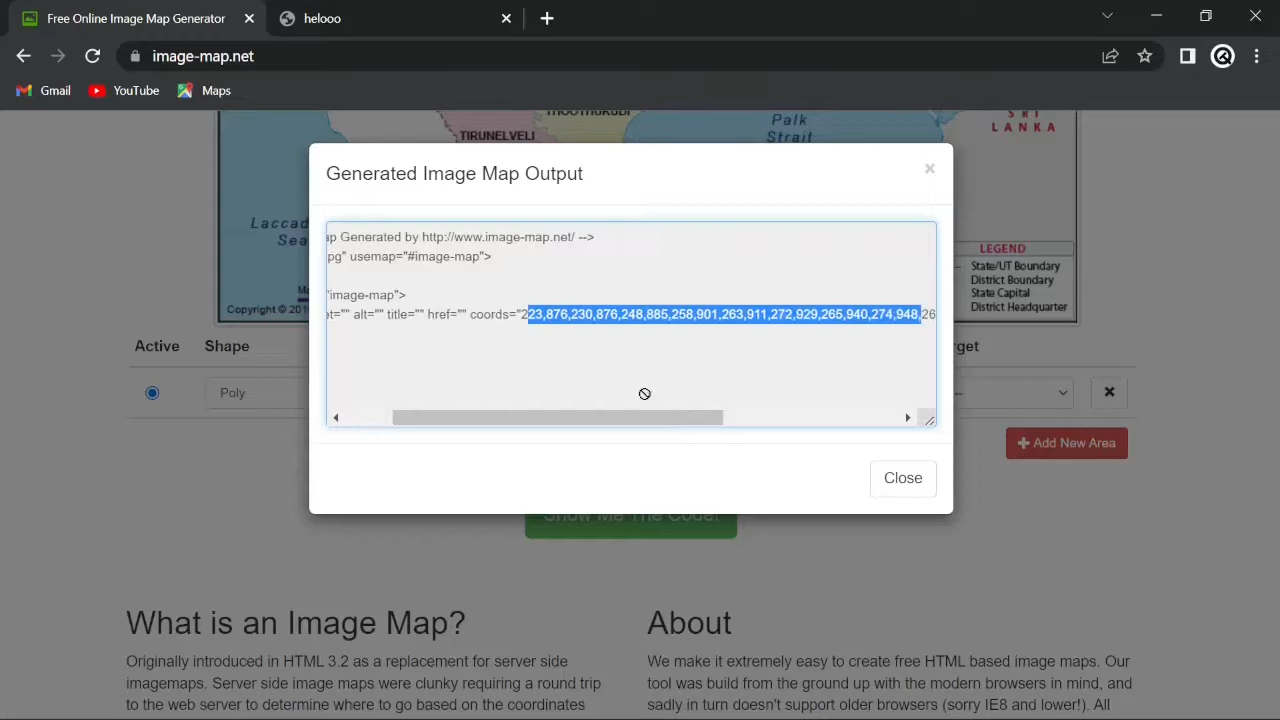 Free Online Image Map Generator
helooo
image-map.net
Gmail
YouTube
Maps
TIRUNELVELI
Palk
Strait
SRI
LANKA
Generated Image Map Output
×
Laccad
Sea
p Generated by http://www.image-map.net/ -->
pg" usemap="#image-map">
"image-map">
et="" alt="" title="" href="" coords="223,876,230,876,248,885,258,901,263,911,272,929,265,940,274,948,26
LEGEND
State/UT Boundary
District Boundary
State Capital
District Headquarter
Copyright © 201
Active
Shape
rget
Poly
Add New Area
Close
Show Me The Code!
What is an Image Map?
Originally introduced in HTML 3.2 as a replacement for server side
imagemaps. Server side image maps were clunky requiring a round trip
to the web server to determine where to go based on the coordinates
About
We make it extremely easy to create free HTML based image maps. Our
tool was build from the ground up with the modern browsers in mind, and
sadly in turn doesn't support older browsers (sorry IE8 and lower!). All